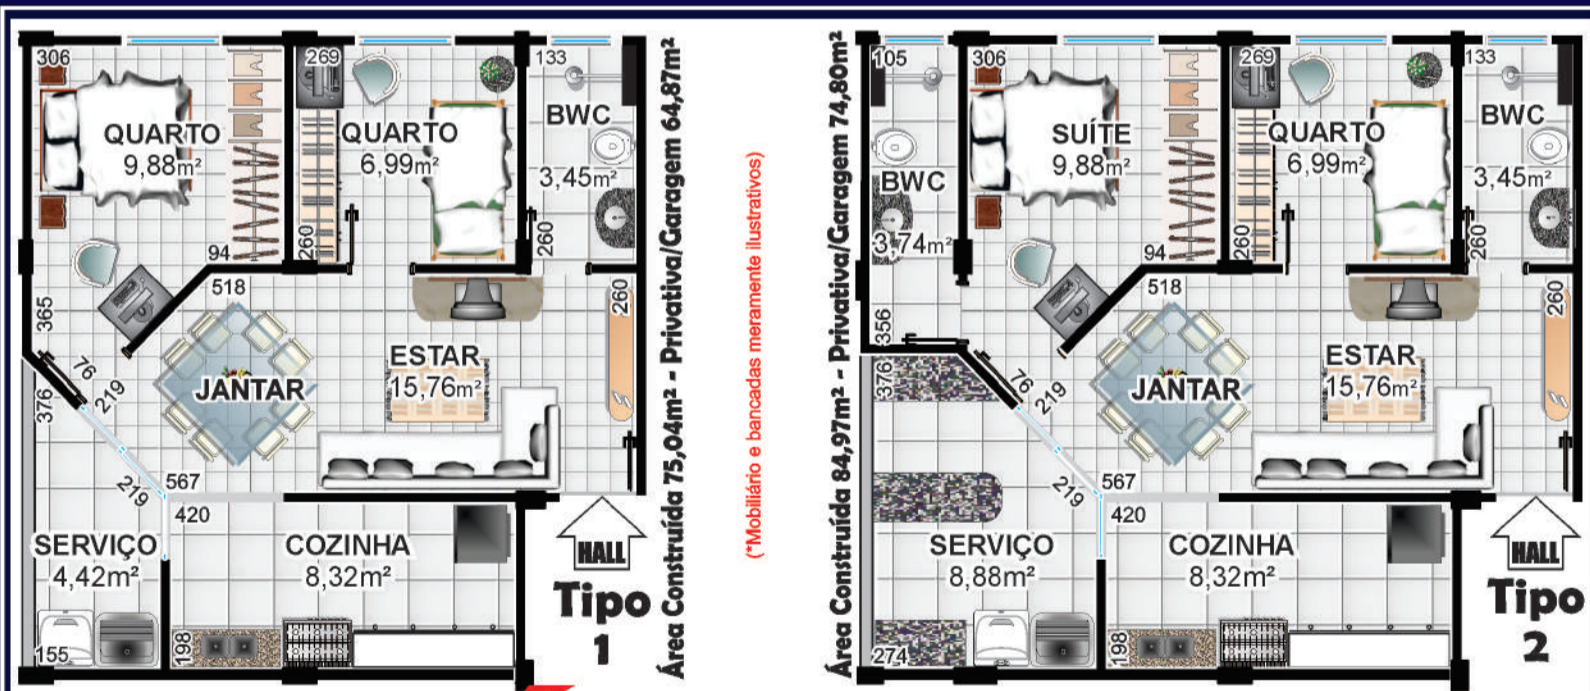 306
269
133
BWC
QUARTO
9,88m²
QUARTO
6,99m²
3,45m²
94
260
260
518
260
365
76
219
376
JANTAR
ESTAR
15,76m²
219
567
420
SERVIÇO
4,42m²
COZINHA
8,32m²
HALL
155
198
Tipo
1
Área Construída 75,04m² - Privativa/Garagem 64,87m²
(*Mobiliário e bancadas meramente ilustrativos)
Área Construída 84,97m² - Privativa/Garagem 74,80m²
105
306
269
133
BWC
SUÍTE
9,88m²
QUARTO
6,99m²
BWC
3,45m²
3,74m²
94
260
260
518
260
356
76
219
376
JANTAR
ESTAR
15,76m²
219
567
420
SERVIÇO
8,88m²
COZINHA
8,32m²
HALL
274
198
Tipo
2